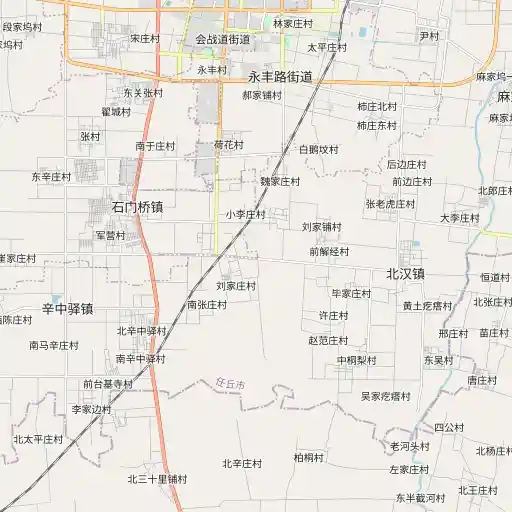 林家庄村
段家坞村
宋庄村
会战道街道
尹村
家坞村
太平庄村
永丰村
永丰路街道
麻家坞一
东关张村
郝家铺村
麻
柿庄北村
翟城村
麻家坞
柿庄东村
张村
南于庄村
荷花村
白鹅坟村
后边庄村
东辛庄村
魏家庄村
前边庄村
北郎庄村
石门桥镇
张老虎庄村
小李庄村
大李庄村
刘家铺村
军营村
前解经村
崔家庄村
北汉镇
恒道村
刘家庄村
毕家庄村
南张庄村
北张庄村
辛中驿镇
黄土疙瘩村
陈庄村
许庄村
北辛中驿村
邢庄村
苗庄村
南马辛庄村
赵范庄村
南辛中驿村
中桐梨村
东吴村
前台基寺村
任丘市
唐庄村
吴家疙瘩村
李家边村
四公村
北太平庄村
老河头村
北杨庄村
北辛庄村
柏桐村
左家庄村
北三十里铺村
北王庄村
东半截河村